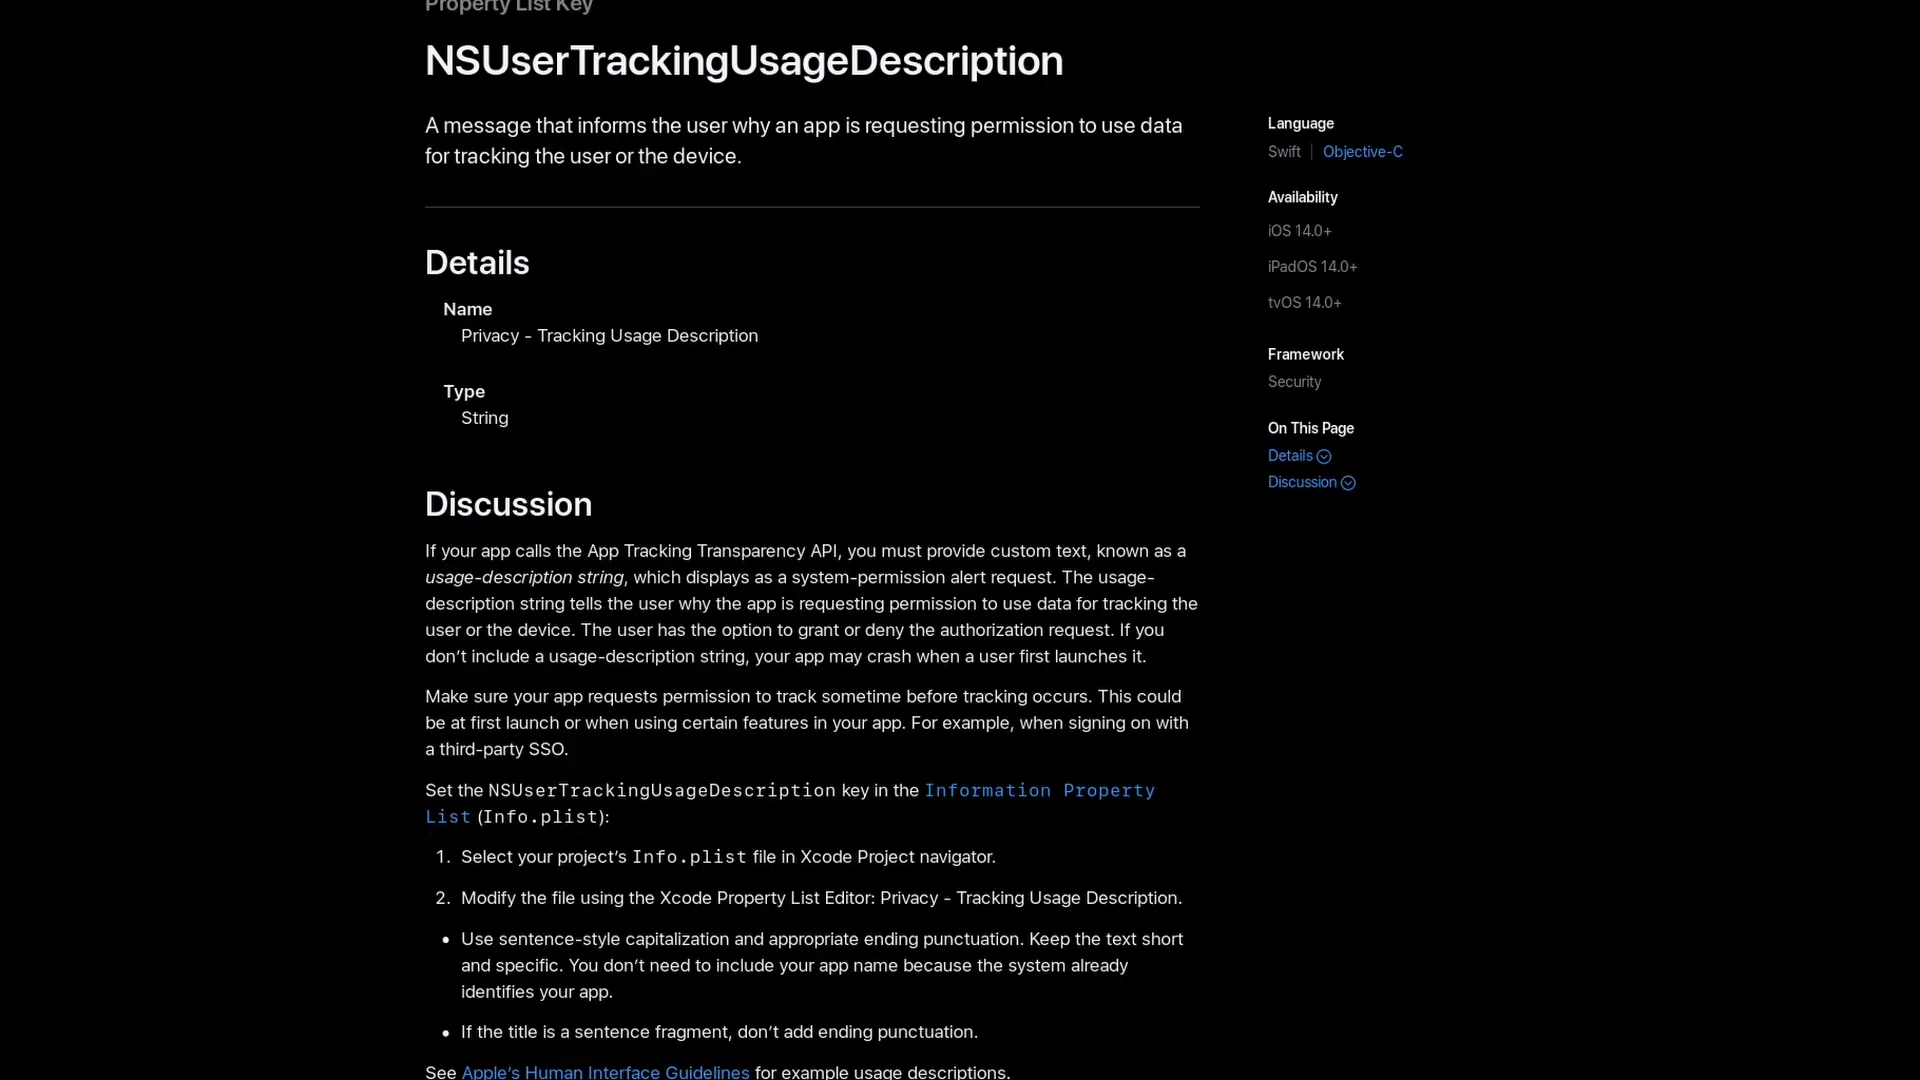 Property List Key
NSUserTrackingUsageDescription
A message that informs the user why an app is requesting permission to use data
for tracking the user or the device.
Details
Name
Privacy - Tracking Usage Description
Type
String
Discussion
If your app calls the App Tracking Transparency API, you must provide custom text, known as a
usage-description string, which displays as a system-permission alert request. The usage-
description string tells the user why the app is requesting permission to use data for tracking the
user or the device. The user has the option to grant or deny the authorization request. If you
don’t include a usage-description string, your app may crash when a user first launches it.
Make sure your app requests permission to track sometime before tracking occurs. This could
be at first launch or when using certain features in your app. For example, when signing on with
a third-party SSO.
Set the NSUserTrackingUsageDescription key in the Information Property
List (Info.plist):
1. Select your project’s Info.plist file in Xcode Project navigator.
2. Modify the file using the Xcode Property List Editor: Privacy - Tracking Usage Description.
• Use sentence-style capitalization and appropriate ending punctuation. Keep the text short
and specific. You don’t need to include your app name because the system already
identifies your app.
• If the title is a sentence fragment, don’t add ending punctuation.
See Apple’s Human Interface Guidelines for example usage descriptions.
Language
Swift | Objective-C
Availability
iOS 14.0+
iPadOS 14.0+
tvOS 14.0+
Framework
Security
On This Page
Details
Discussion